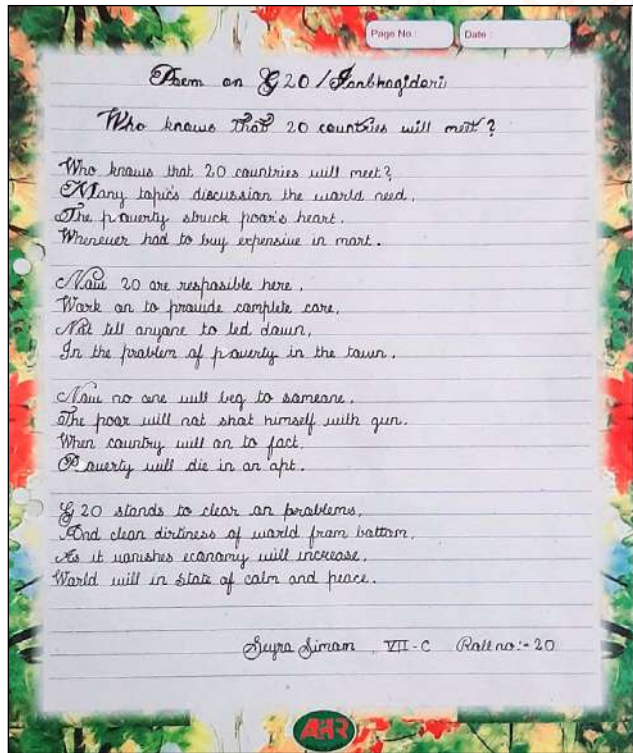 Page No.:
Date :
Poem on G20 / Janbhagidari
Who knows that 20 countries will meet ?
Who knows that 20 countries will meet?
Many topics discussion the world need.
The poverty struck poor's heart.
Whenever had to buy expensive in mart.
Now 20 are resposible here.
Work on to provide complete care.
Not tell anyone to led down,
In the problem of poverty in the town.
Now no one will beg to someone.
The poor will not shot himself with gun.
When country will on to fact,
Poverty will die in an apt.
G 20 stands to clear on problems,
And clean dirtiness of world from bottom,
As it vanishes economy will increase,
World will in state of calm and peace.
Siman VII-C Roll no:- 20
AHR